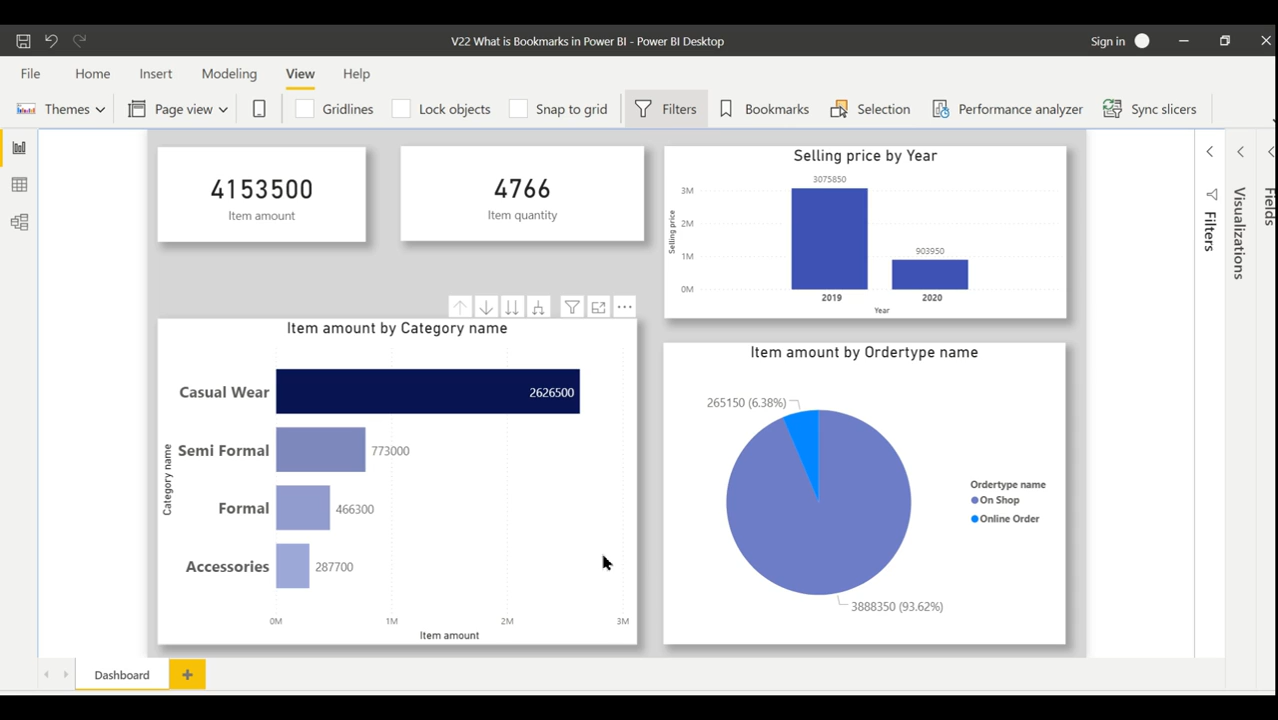 V22 What is Bookmarks in Power BI - Power BI Desktop
Sign in
File Home Insert Modeling View Help
Themes Page view Gridlines Lock objects Snap to grid Filters Bookmarks Selection Performance analyzer Sync slicers
4153500
Item amount
4766
Item quantity
Selling price by Year
Selling price
3M
2M
1M
0M
3075850
903950
2019 2020
Year
Item amount by Category name
Category name
Casual Wear 2626500
Semi Formal 773000
Formal 466300
Accessories 287700
0M 1M 2M 3M
Item amount
Item amount by Ordertype name
265150 (6.38%)
3888350 (93.62%)
Ordertype name
On Shop
Online Order
Filters
Visualizations
Fields
Dashboard